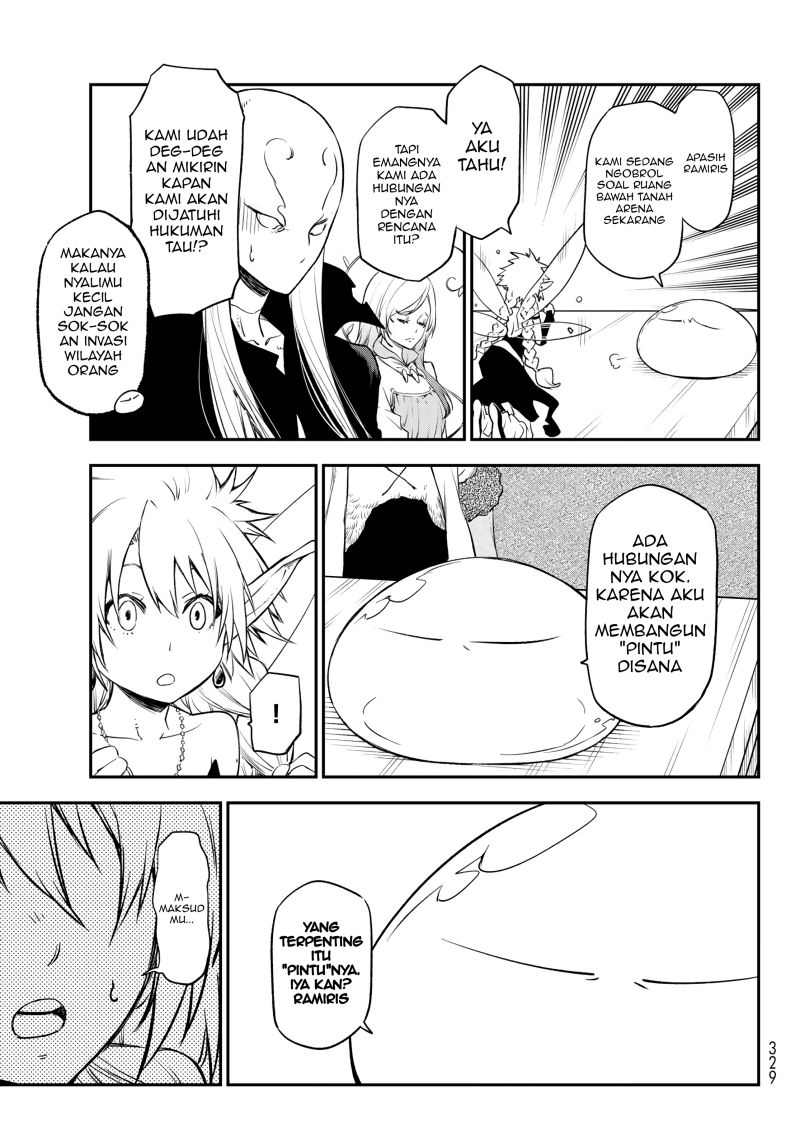 APASIH
RAMIRIS
KAMI SEDANG
NGOBROL
SOAL RUANG
BAWAH TANAH
ARENA
SEKARANG
YA
AKU
TAHU!
TAPI
EMANGNYA
KAMI ADA
HUBUNGAN
NYA
DENGAN
RENCANA
ITU?
KAMI UDAH
DEG-DEG
AN MIKIRIN
KAPAN
KAMI AKAN
DIJATUHI
HUKUMAN
TAU!?
MAKANYA
KALAU
NYALIMU
KECIL
JANGAN
SOK-SOK
AN INVASI
WILAYAH
ORANG
ADA
HUBUNGAN
NYA KOK.
KARENA AKU
AKAN
MEMBANGUN
"PINTU"
DISANA
!
YANG
TERPENTING
ITU
"PINTU"NYA.
IYA KAN?
RAMIRIS
M-
MAKSUD
MU...
329